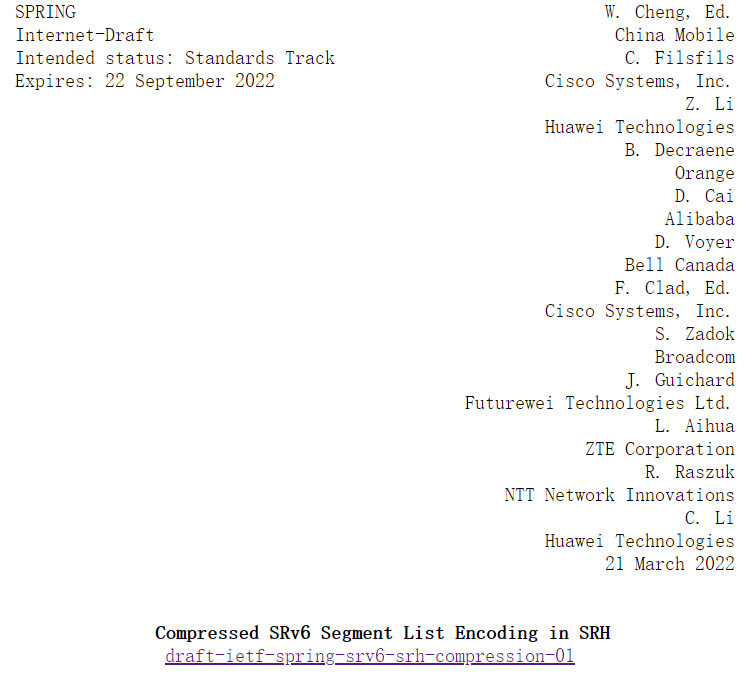 SPRING W. Cheng, Ed.
Internet-Draft China Mobile
Intended status: Standards Track C. Filsfils
Expires: 22 September 2022 Cisco Systems, Inc.
Z. Li
Huawei Technologies
B. Decraene
Orange
D. Cai
Alibaba
D. Voyer
Bell Canada
F. Clad, Ed.
Cisco Systems, Inc.
S. Zadok
Broadcom
J. Guichard
Futurewei Technologies Ltd.
L. Aihua
ZTE Corporation
R. Raszuk
NTT Network Innovations
C. Li
Huawei Technologies
21 March 2022
Compressed SRv6 Segment List Encoding in SRH
draft-ietf-spring-srv6-srh-compression-01